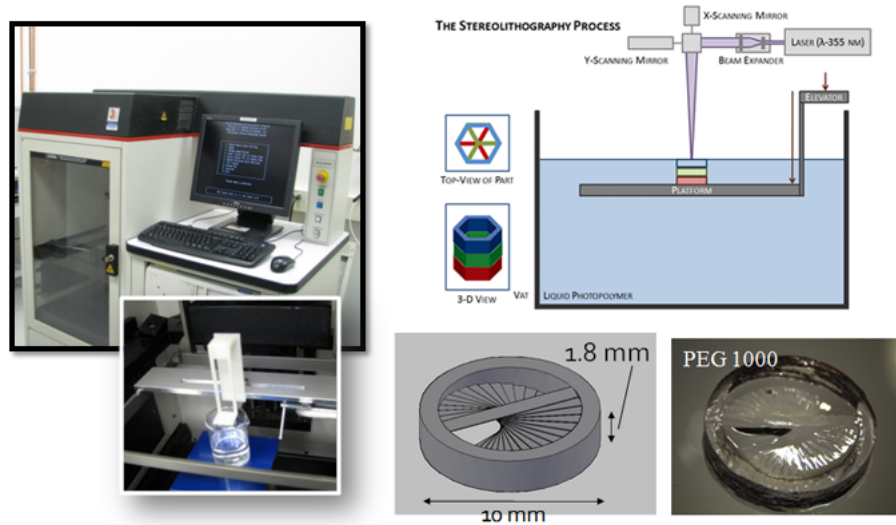 THE STEREOLITHOGRAPHY PROCESS
X-SCANNING MIRROR
Y-SCANNING MIRROR
BEAM EXPANDER
LASER (λ-355 NM)
ELEVATOR
TOP-VIEW OF PART
PLATFORM
3-D VIEW
VAT
LIQUID PHOTOPOLYMER
1.8 mm
10 mm
PEG 1000